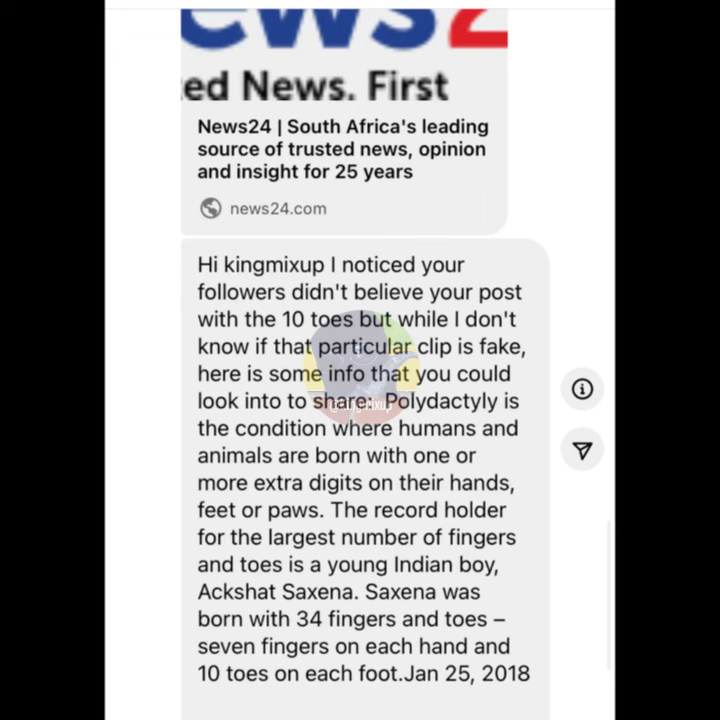 ews2
ed News. First
News24 | South Africa's leading
source of trusted news, opinion
and insight for 25 years
news24.com
Hi kingmixup I noticed your
followers didn't believe your post
with the 10 toes but while I don't
know if that particular clip is fake,
here is some info that you could
look into to share: Polydactyly is
the condition where humans and
animals are born with one or
more extra digits on their hands,
feet or paws. The record holder
for the largest number of fingers
and toes is a young Indian boy,
Ackshat Saxena. Saxena was
born with 34 fingers and toes –
seven fingers on each hand and
10 toes on each foot.Jan 25, 2018